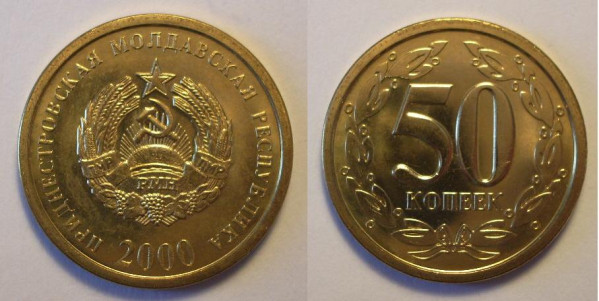 ПРИДНЕСТРОВСКАЯ МОЛДАВСКАЯ РЕСПУБЛИКА
2000
50
КОПЕЕК